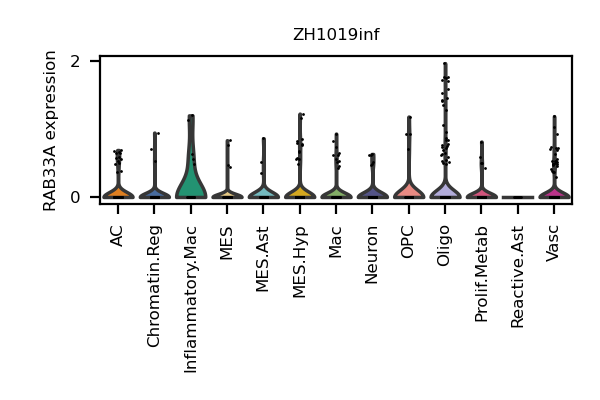 ZH1019inf
RAB33A expression
2
0
AC
Chromatin.Reg
Inflammatory.Mac
MES
MES.Ast
MES.Hyp
Mac
Neuron
OPC
Oligo
Prolif.Metab
Reactive.Ast
Vasc